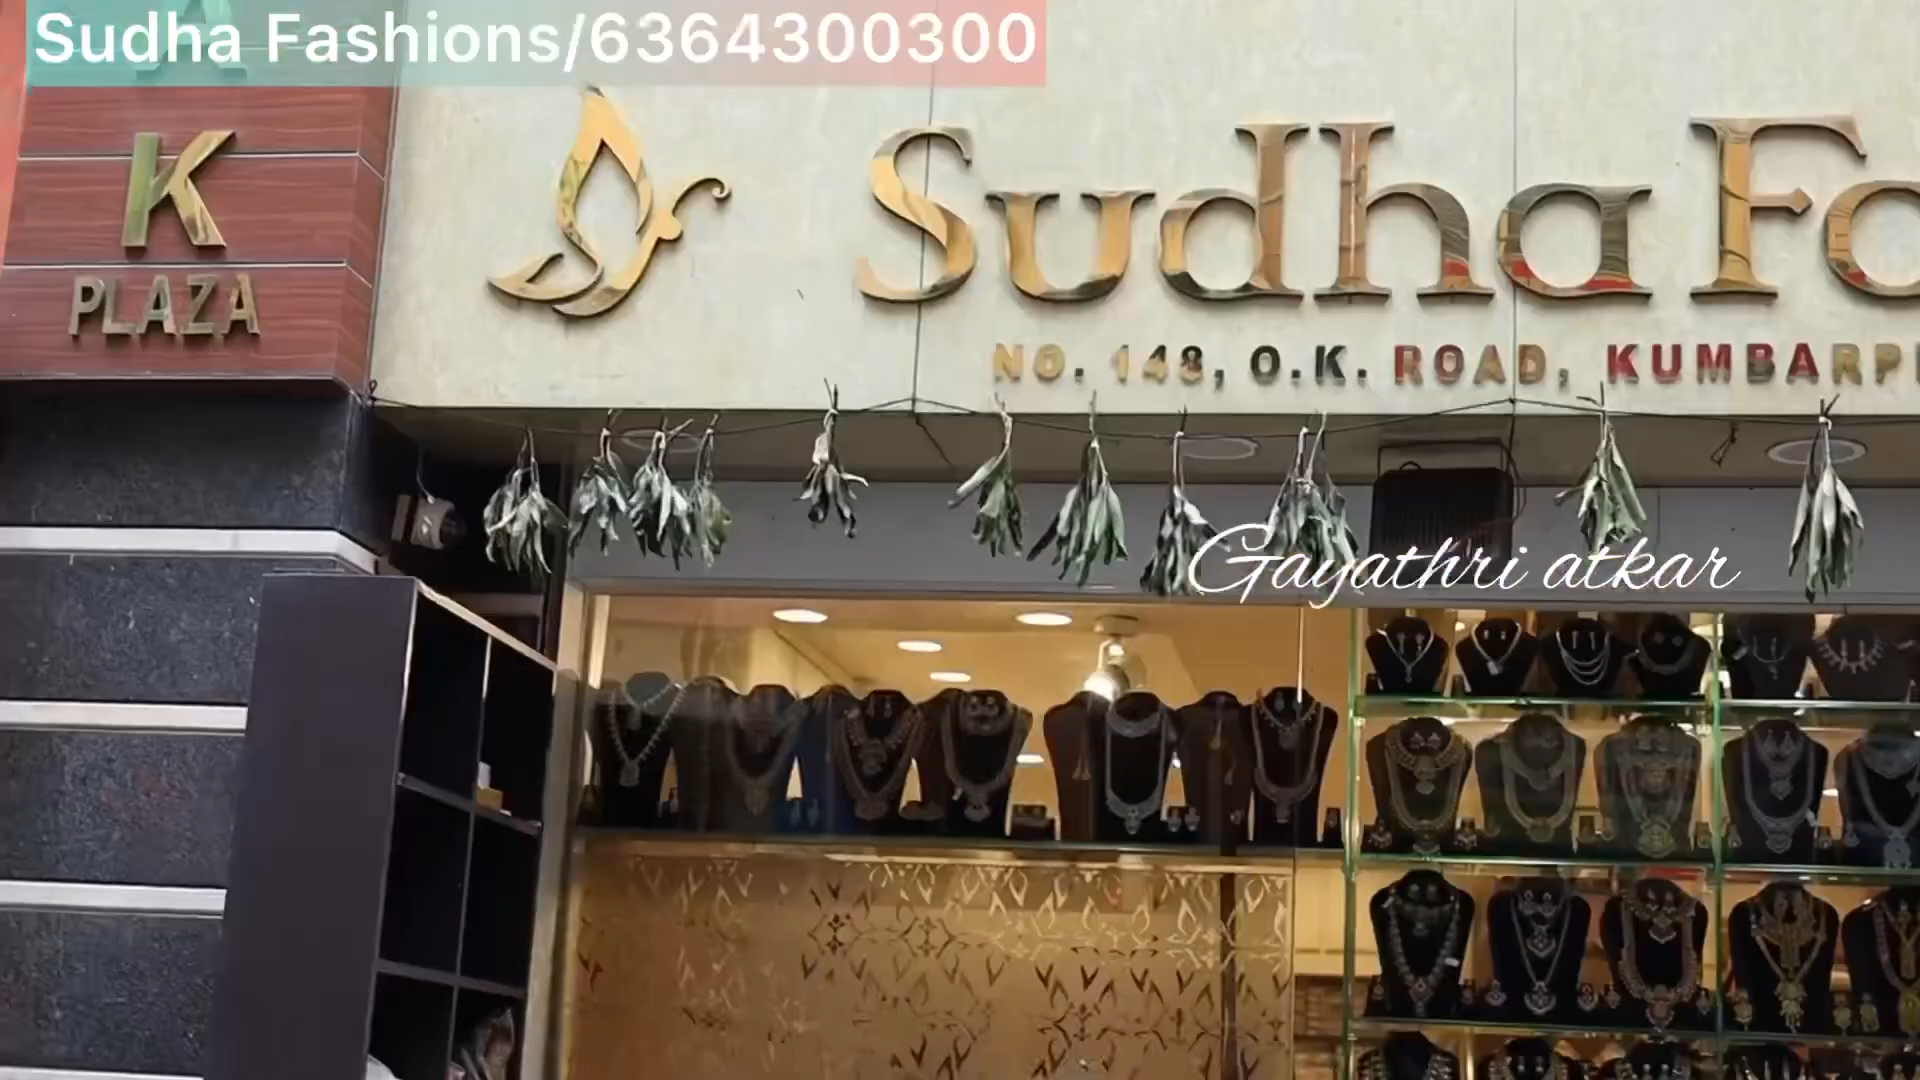 Sudha Fashions/6364300300
K
PLAZA
Sudha Fa
NO. 148, O.K. ROAD, KUMBARP
Gayathri atkar